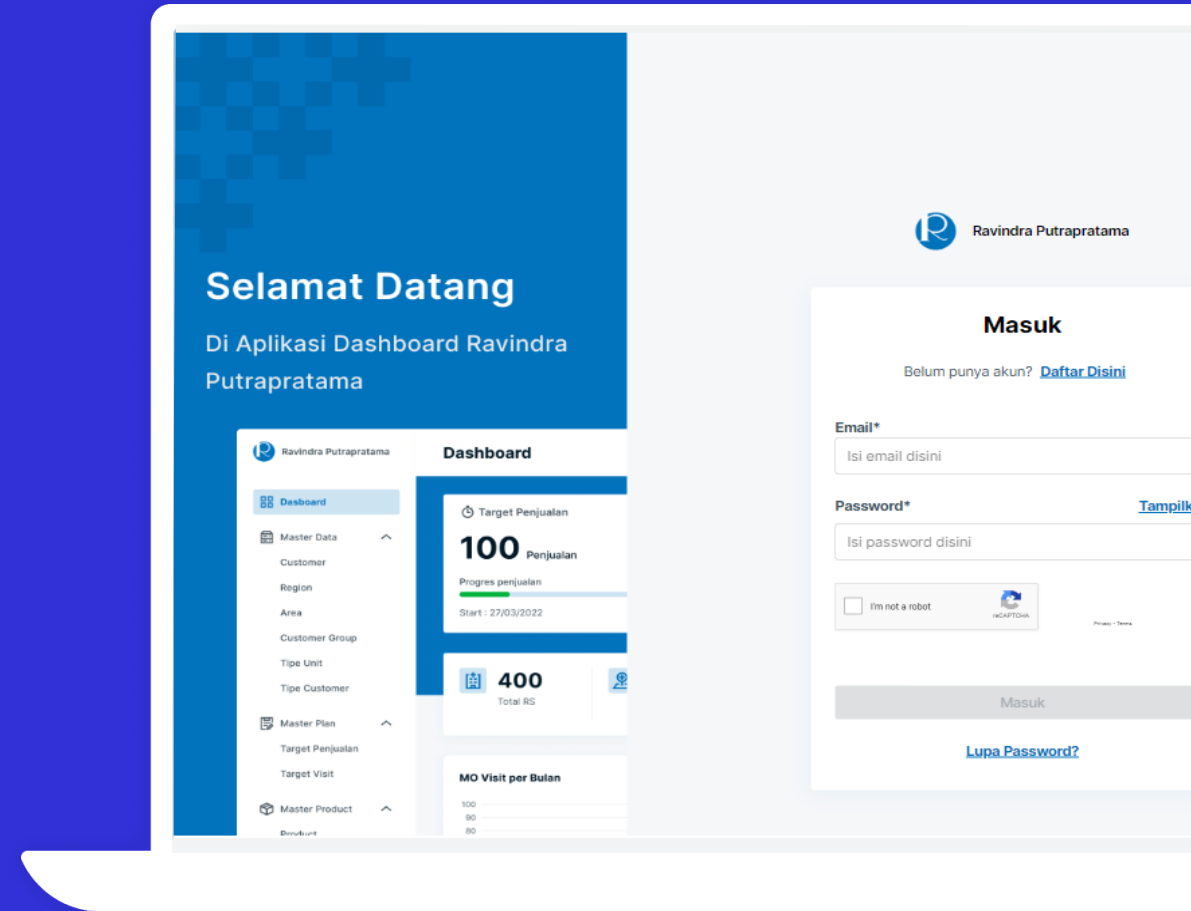 Selamat Datang
Di Aplikasi Dashboard Ravindra
Putrapratama
Ravindra Putrapratama
Dasboard
Master Data
Customer
Region
Area
Customer Group
Tipe Unit
Tipe Customer
Master Plan
Target Penjualan
Target Visit
Master Product
Product
Dashboard
Target Penjualan
100 Penjualan
Progres penjualan
Start : 27/03/2022
400
Total RS
MO Visit per Bulan
100
90
80
Ravindra Putrapratama
Masuk
Belum punya akun? Daftar Disini
Email*
Isi email disini
Password* Tampilk
Isi password disini
I'm not a robot
reCAPTCHA
Privacy - Terms
Masuk
Lupa Password?